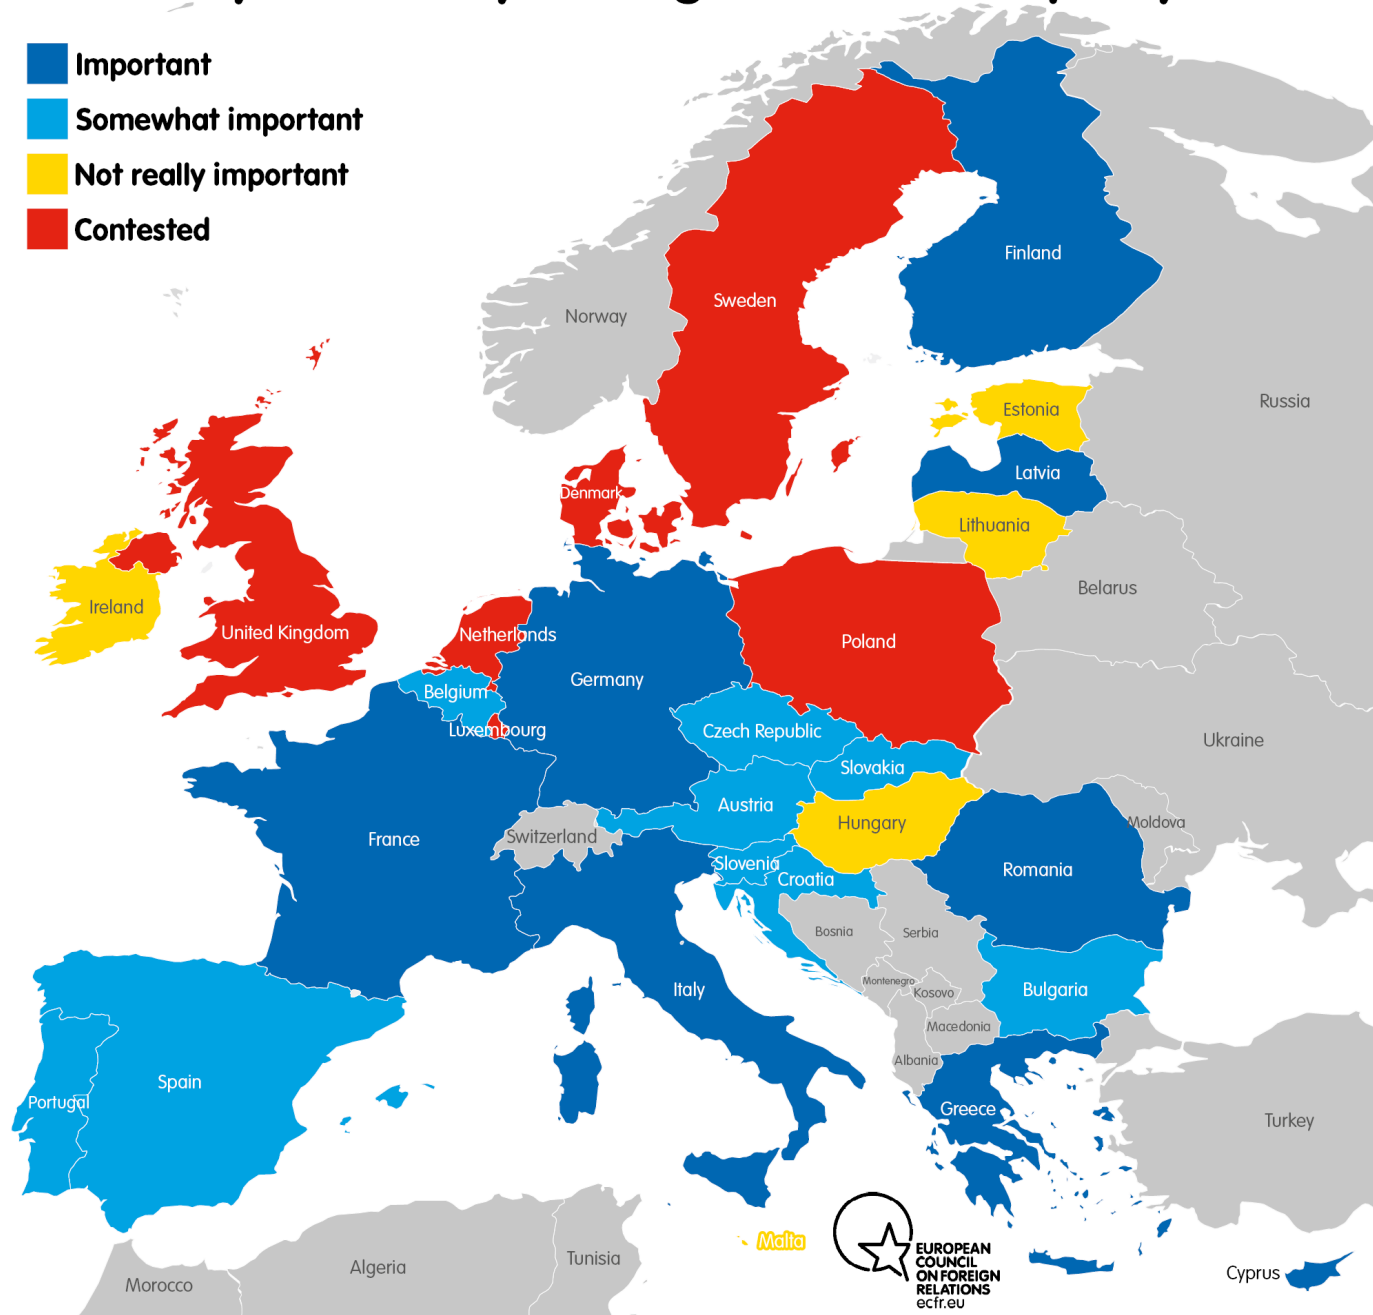 Important
Somewhat important
Not really important
Contested
Finland
Sweden
Norway
Russia
Estonia
Latvia
Denmark
Lithuania
Belarus
Ireland
United Kingdom
Netherlands
Poland
Germany
Belgium
Luxembourg
Czech Republic
Ukraine
Slovakia
Austria
Hungary
Moldova
France
Switzerland
Slovenia
Croatia
Romania
Bosnia
Serbia
Italy
Montenegro
Kosovo
Bulgaria
Macedonia
Albania
Spain
Portugal
Greece
Turkey
Malta
EUROPEAN
COUNCIL
ON FOREIGN
RELATIONS
ecfr.eu
Algeria
Tunisia
Morocco
Cyprus